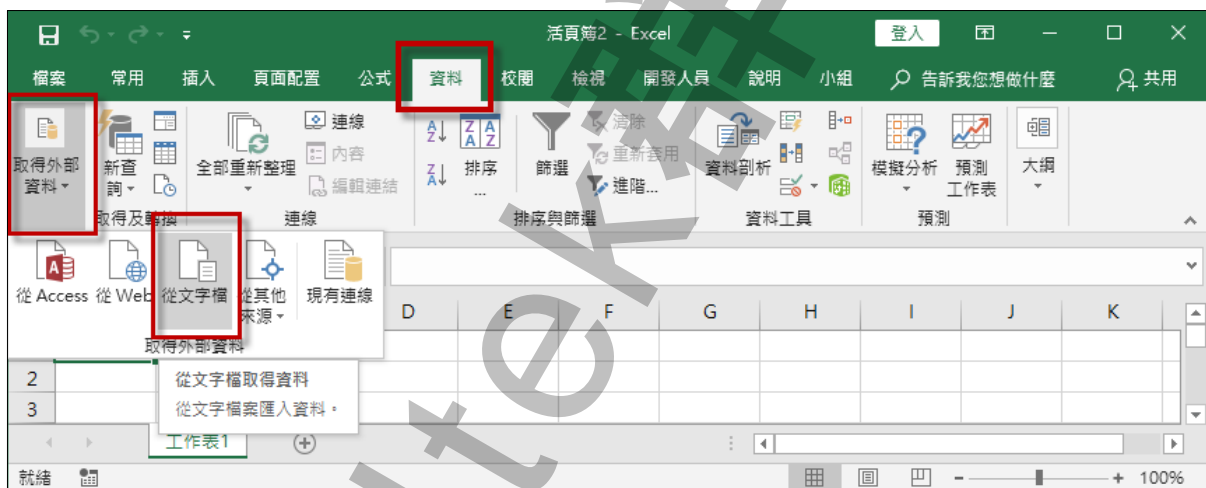 活頁簿2 - Excel
登入
檔案 常用 插入 頁面配置 公式 資料 校閱 檢視 開發人員 說明 小組 告訴我您想做什麼 共用
取得外部資料
新查詢
取得及轉換
全部重新整理
連線
內容
編輯連結
連線
排序
...
篩選
清除
重新套用
進階...
排序與篩選
資料剖析
資料工具
模擬分析
預測工作表
預測
大綱
從 Access
從 Web
從文字檔
從其他來源
現有連線
取得外部資料
D E F G H I J K
2
3
從文字檔取得資料
從文字檔案匯入資料。
工作表1
就緒
100%